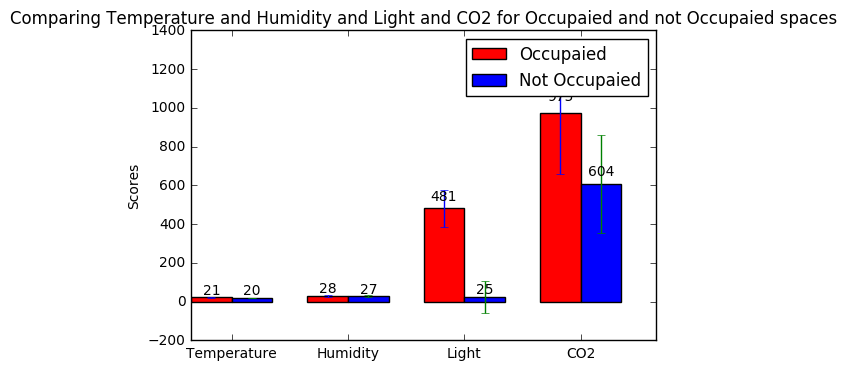 Comparing Temperature and Humidity and Light and CO2 for Occupaied and not Occupaied spaces
1400
1200
1000
800
600
400
200
0
−200
Scores
Occupaied
Not Occupaied
21
20
28
27
481
25
604
Temperature
Humidity
Light
CO2